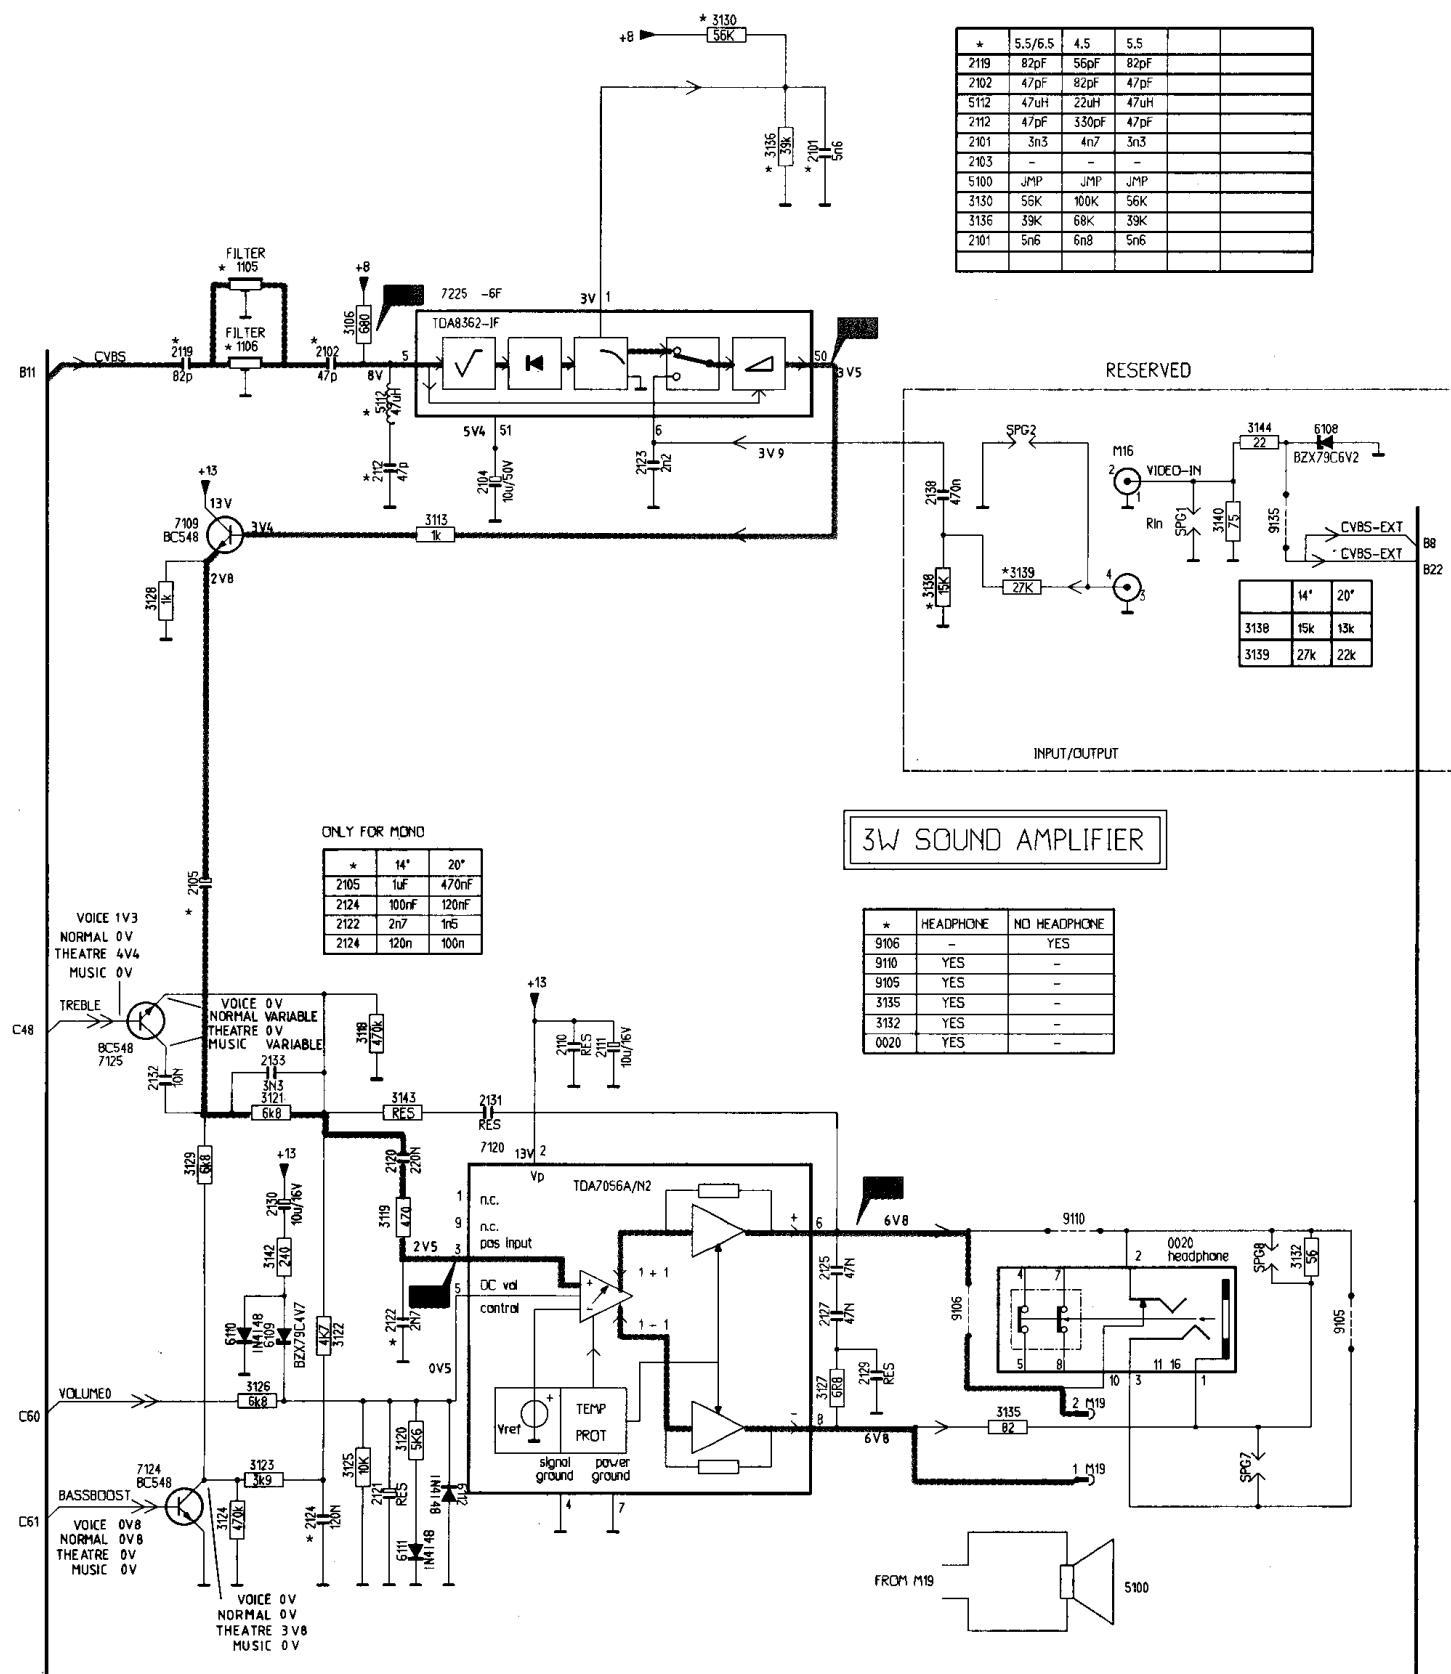 * 3130
+8
56K
* 5.5/6.5 4.5 5.5
2119 82pF 56pF 82pF
2102 47pF 82pF 47pF
5112 47uH 22uH 47uH
2112 47pF 330pF 47pF
2101 3n3 4n7 3n3
2103 - - -
5100 JMP JMP JMP
3130 56K 100K 56K
3136 39K 68K 39K
2101 5n6 6n8 5n6
* 3136
39k
* 2101
5n6
FILTER
* 1105
FILTER
* 1106
+8
3106
680
7225 -6F
3V 1
TDA8362-IF
B11
CVBS
* 2119
82p
* 2102
47p
8V
5
50
3V5
* 5112
47uH
* 2112
47p
5V4 51
2104
10u/50V
6
2123
2n2
3V9
RESERVED
SPG2
2138
470n
* 3138
15K
* 3139
27K
M16
2
1
4
3
VIDEO-IN
Rin
SPG1
3140
75
3144
22
6108
BZX79C6V2
9135
CVBS-EXT
B8
CVBS-EXT
B22
14" 20"
3138 15k 13k
3139 27k 22k
INPUT/OUTPUT
+13
13V
7109
BC548
3V4
2V8
3113
1k
3128
1k
3W SOUND AMPLIFIER
ONLY FOR MONO
* 14" 20"
2105 1uF 470nF
2124 100nF 120nF
2122 2n7 1n5
2124 120n 100n
2105
*
* HEADPHONE NO HEADPHONE
9106 - YES
9110 YES -
9105 YES -
3135 YES -
3132 YES -
0020 YES -
VOICE 1V3
NORMAL 0V
THEATRE 4V4
MUSIC 0V
TREBLE
C48
BC548
7125
VOICE 0V
NORMAL VARIABLE
THEATRE 0V
MUSIC VARIABLE
2132
10N
2133
3N3
3121
6k8
3118
470k
3143
RES
2131
RES
+13
2110
RES
2111
10u/16V
3129
6k8
+13
2130
10u/16V
3142
240
6110
1N4148
6109
BZX79C4V7
2120
220N
3119
470
2V5
* 2122
2N7
4K7
3122
0V5
7120
13V 2
Vp
TDA7056A/N2
1 n.c.
9 n.c.
3 pos input
5 DC vol
control
1 + 1
1 - 1
+ 6
- 8
Vref
+
TEMP
PROT
signal
ground
power
ground
4
7
6V8
6V8
2125
47N
2127
47N
3127
6R8
2129
RES
9110
9106
0020
headphone
2
4 7
5 8
10 3
11 16
1
SPG8
3132
56
9105
2 M19
3135
82
1 M19
SPG7
VOLUME0
C60
3126
6k8
3125
10K
2121
RES
3120
5K6
6111
1N4148
6112
1N4148
7124
BC548
3123
3k9
3124
470k
* 2124
120N
BASSBOOST
C61
VOICE 0V8
NORMAL 0V8
THEATRE 0V
MUSIC 0V
VOICE 0V
NORMAL 0V
THEATRE 3V8
MUSIC 0V
FROM M19
5100